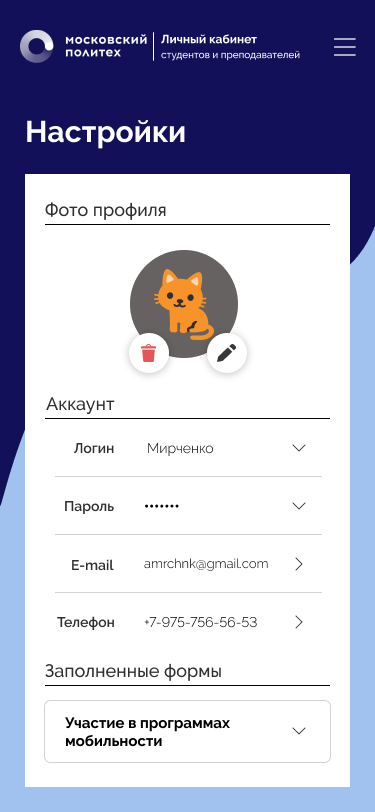 московский
политех
Личный кабинет
студентов и преподавателей
Настройки
Фото профиля
Аккаунт
Логин Мирченко
Пароль •••••••
E-mail amrchnk@gmail.com
Телефон +7-975-756-56-53
Заполненные формы
Участие в программах
мобильности